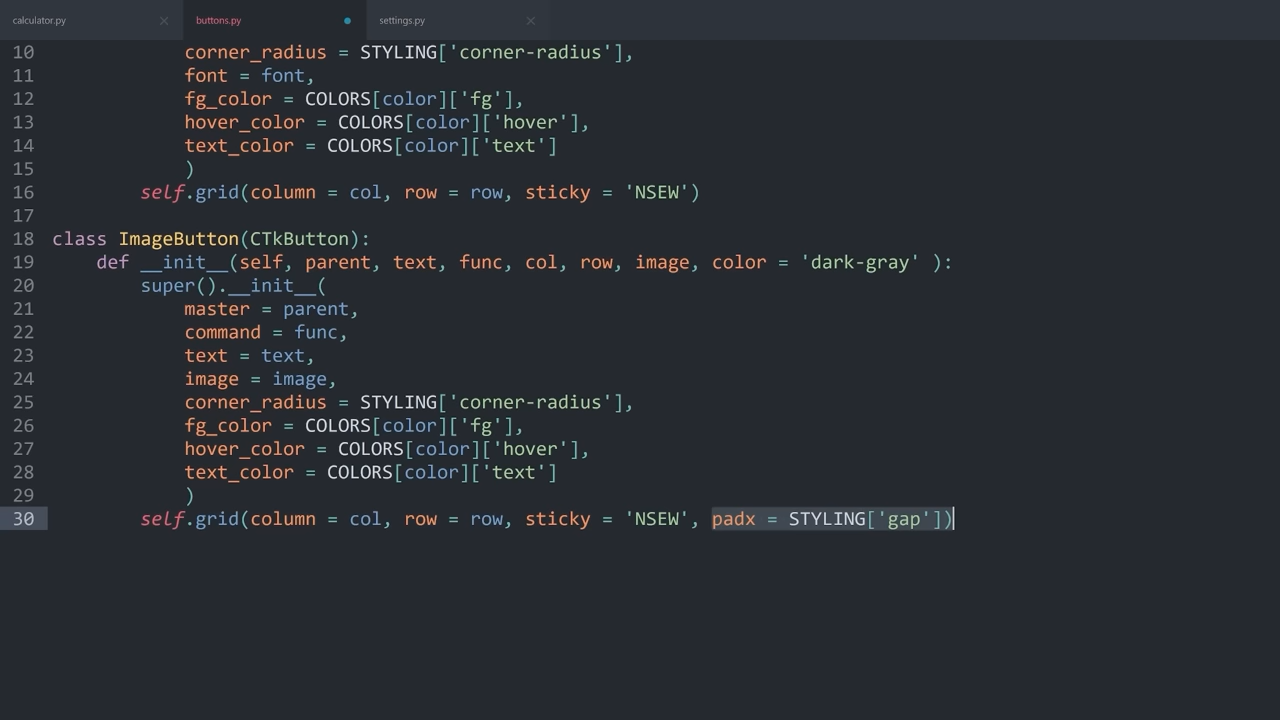 calculator.py
buttons.py
settings.py
10 corner_radius = STYLING['corner-radius'],
11 font = font,
12 fg_color = COLORS[color]['fg'],
13 hover_color = COLORS[color]['hover'],
14 text_color = COLORS[color]['text']
15 )
16 self.grid(column = col, row = row, sticky = 'NSEW')
17
18 class ImageButton(CTkButton):
19 def __init__(self, parent, text, func, col, row, image, color = 'dark-gray' ):
20 super().__init__(
21 master = parent,
22 command = func,
23 text = text,
24 image = image,
25 corner_radius = STYLING['corner-radius'],
26 fg_color = COLORS[color]['fg'],
27 hover_color = COLORS[color]['hover'],
28 text_color = COLORS[color]['text']
29 )
30 self.grid(column = col, row = row, sticky = 'NSEW', padx = STYLING['gap'])